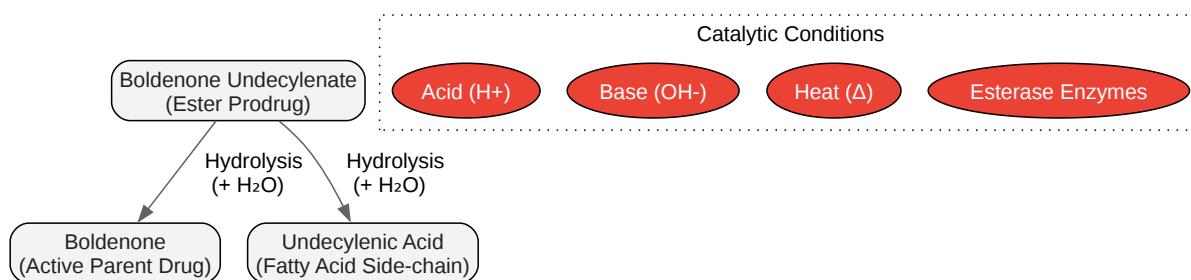 Catalytic Conditions
Boldenone Undecylenate
(Ester Prodrug)
Acid (H+)
Base (OH-)
Heat (Δ)
Esterase Enzymes
Hydrolysis
(+ H₂O)
Hydrolysis
(+ H₂O)
Boldenone
(Active Parent Drug)
Undecylenic Acid
(Fatty Acid Side-chain)